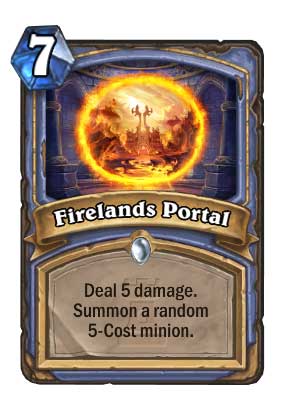 7
Firelands Portal
Deal 5 damage.
Summon a random
5-Cost minion.